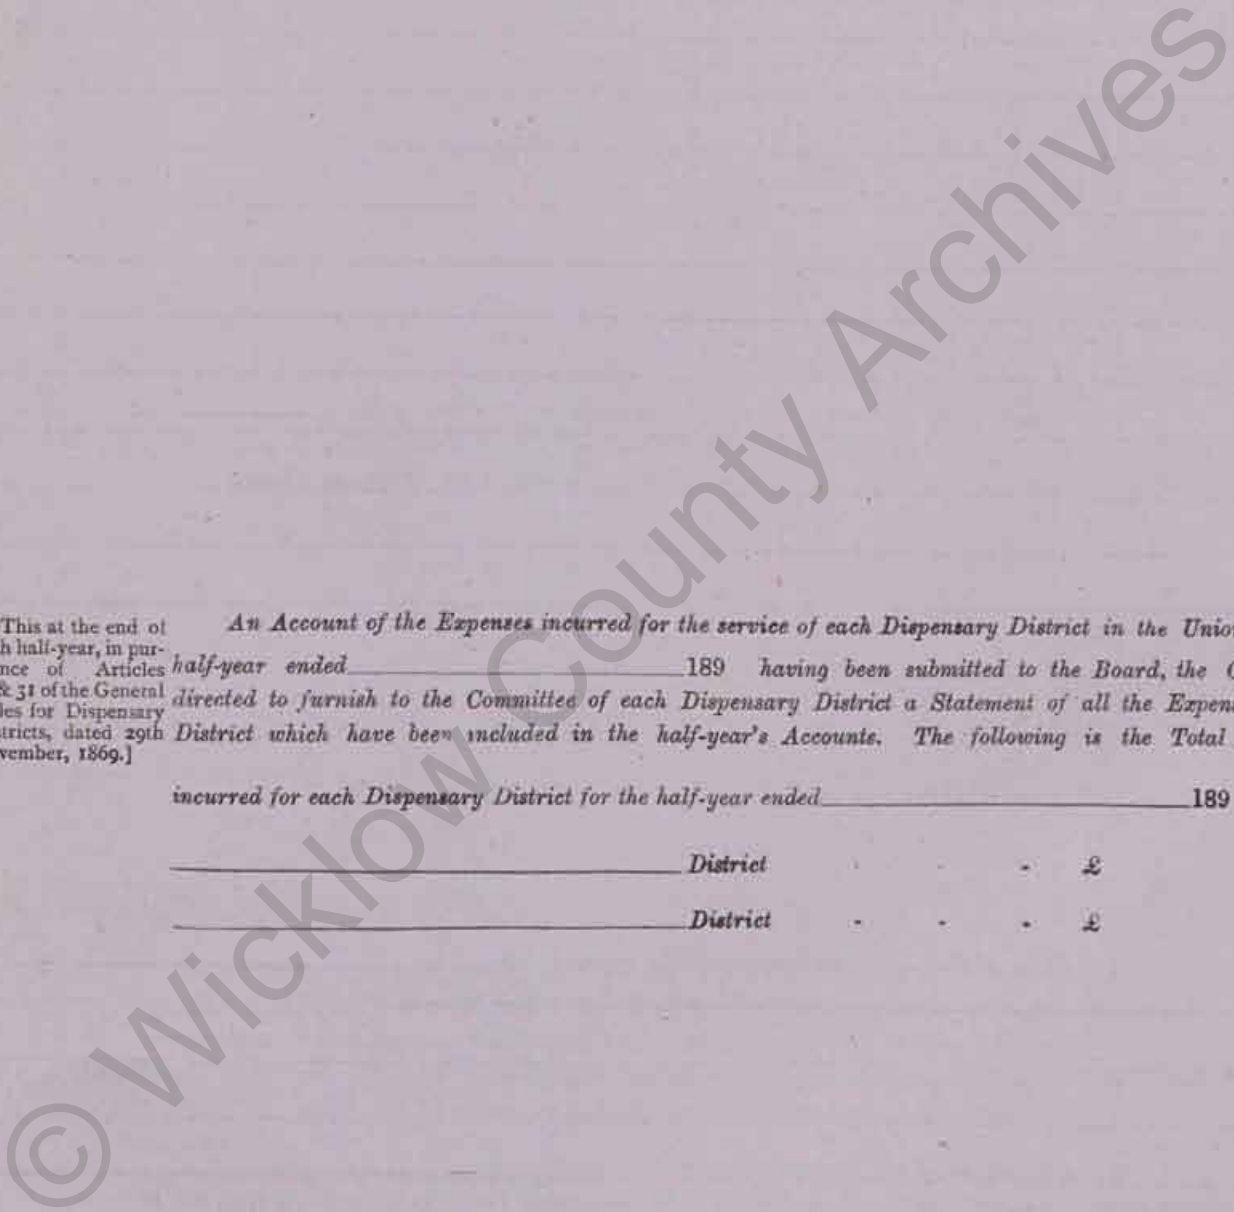 This at the end of
h half-year, in pur-
nce of Articles
& 31 of the General
les for Dispensary
tricts, dated 29th
vember, 1869.]
An Account of the Expenses incurred for the service of each Dispensary District in the Union
half-year ended 189 having been submitted to the Board, the C
directed to furnish to the Committee of each Dispensary District a Statement of all the Expens
District which have been included in the half-year's Accounts. The following is the Total
incurred for each Dispensary District for the half-year ended 189
District - - - £
District - - - £
© Wicklow County Archives